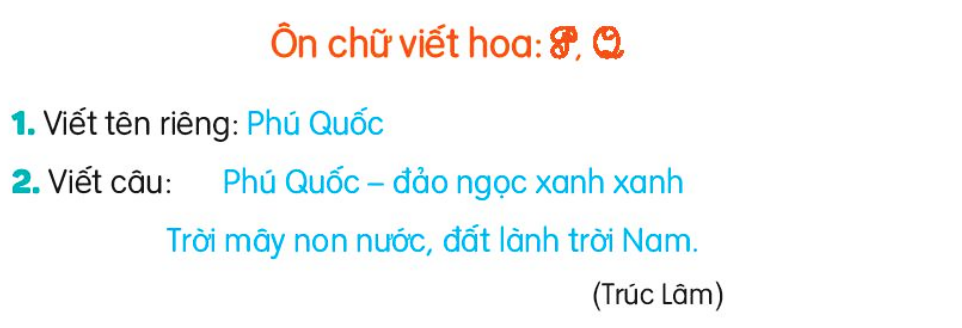 Ôn chữ viết hoa: P, Q
1. Viết tên riêng: Phú Quốc
2. Viết câu: Phú Quốc – đảo ngọc xanh xanh
Trời mây non nước, đất lành trời Nam.
(Trúc Lâm)